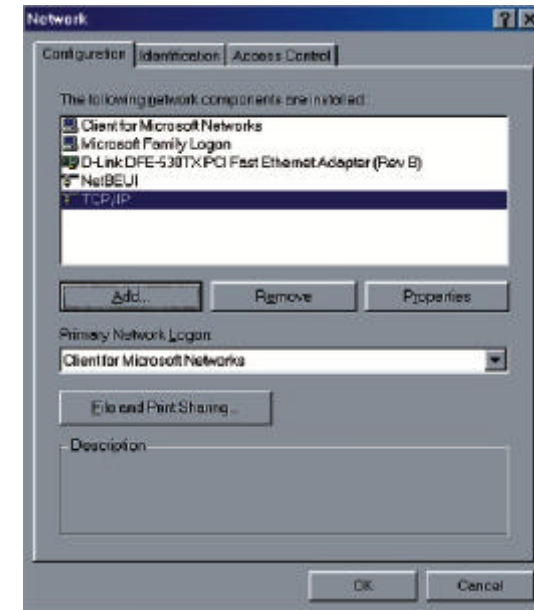 Network
Configuration Identification Access Control
The following network components are installed:
Client for Microsoft Networks
Microsoft Family Logon
D-Link DFE-538TX PCI Fast Ethernet Adapter (Rev B)
NetBEUI
TCP/IP
Add... Remove Properties
Primary Network Logon:
Client for Microsoft Networks
File and Print Sharing...
Description
OK Cancel